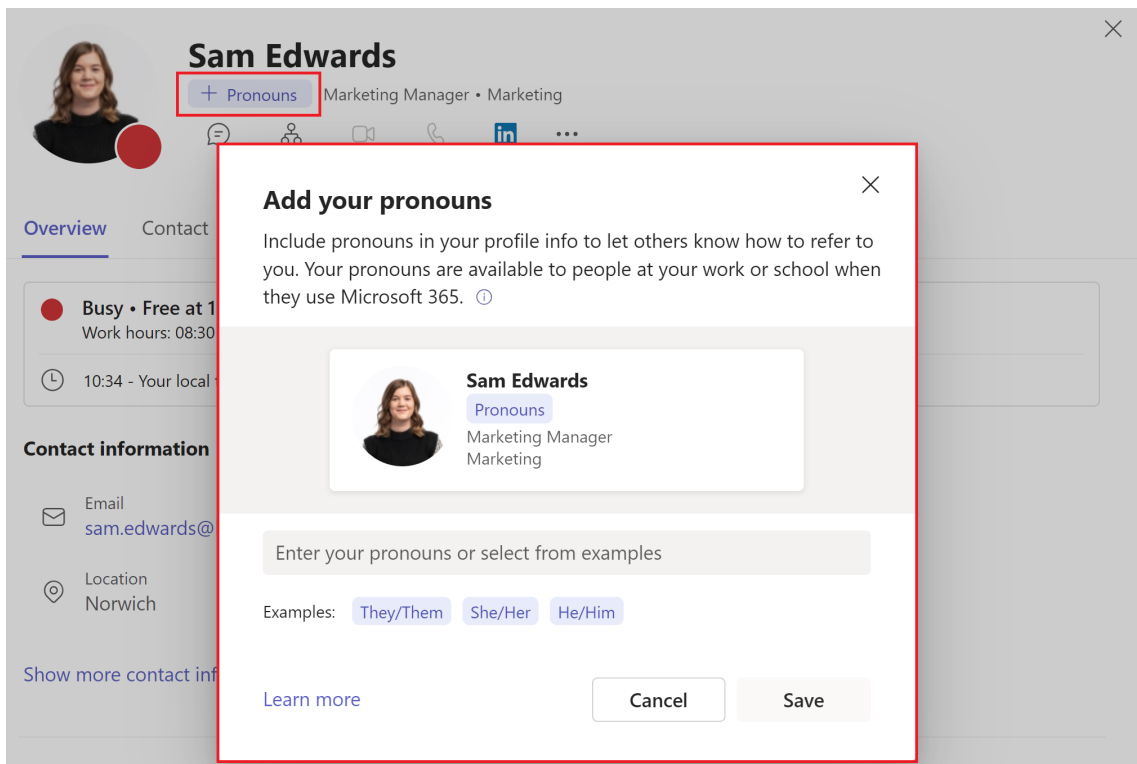 Sam Edwards
+ Pronouns Marketing Manager • Marketing
in
Overview Contact
Busy • Free at 1
Work hours: 08:30
10:34 - Your local
Contact information
Email
sam.edwards@
Location
Norwich
Show more contact inf
Add your pronouns
Include pronouns in your profile info to let others know how to refer to
you. Your pronouns are available to people at your work or school when
they use Microsoft 365.
Sam Edwards
Pronouns
Marketing Manager
Marketing
Enter your pronouns or select from examples
Examples: They/Them She/Her He/Him
Learn more Cancel Save